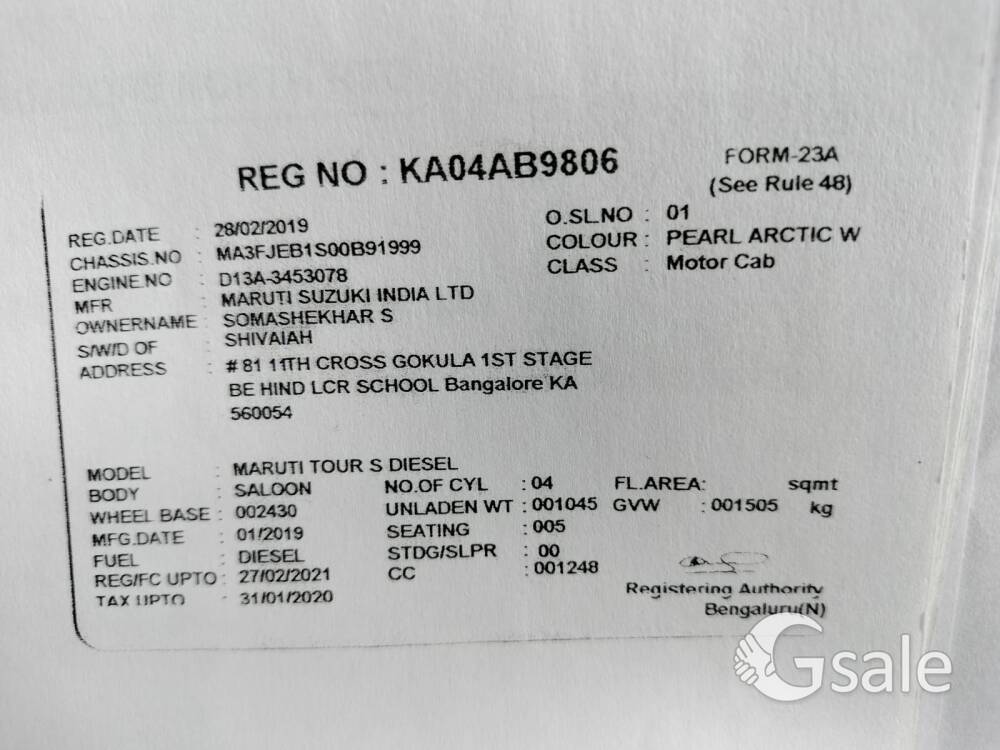 REG NO : KA04AB9806
FORM-23A
(See Rule 48)
REG.DATE : 28/02/2019
O.SL.NO : 01
CHASSIS.NO : MA3FJEB1S00B91999
COLOUR : PEARL ARCTIC W
ENGINE.NO : D13A-3453078
CLASS : Motor Cab
MFR : MARUTI SUZUKI INDIA LTD
OWNERNAME : SOMASHEKHAR S
S/W/D OF : SHIVAIAH
ADDRESS : # 81 11TH CROSS GOKULA 1ST STAGE
BE HIND LCR SCHOOL Bangalore KA
560054
MODEL : MARUTI TOUR S DIESEL
BODY : SALOON NO.OF CYL : 04 FL.AREA: sqmt
WHEEL BASE : 002430 UNLADEN WT : 001045 GVW : 001505 kg
MFG.DATE : 01/2019 SEATING : 005
FUEL : DIESEL STDG/SLPR : 00
REG/FC UPTO : 27/02/2021 CC : 001248
TAX UPTO : 31/01/2020
Registering Authority
Bengaluru(N)
Gsale